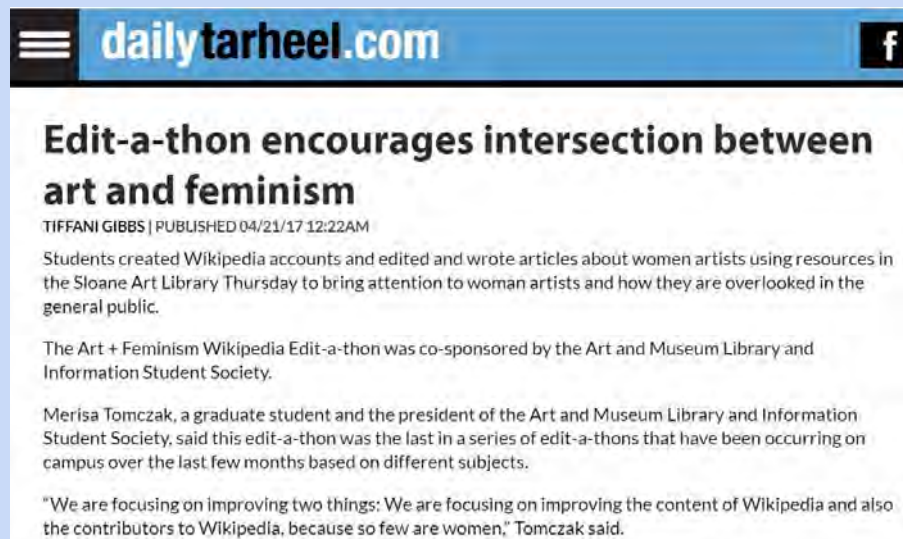 dailytarheel.com
f
Edit-a-thon encourages intersection between
art and feminism
TIFFANI GIBBS | PUBLISHED 04/21/17 12:22AM
Students created Wikipedia accounts and edited and wrote articles about women artists using resources in
the Sloane Art Library Thursday to bring attention to woman artists and how they are overlooked in the
general public.
The Art + Feminism Wikipedia Edit-a-thon was co-sponsored by the Art and Museum Library and
Information Student Society.
Merisa Tomczak, a graduate student and the president of the Art and Museum Library and Information
Student Society, said this edit-a-thon was the last in a series of edit-a-thons that have been occurring on
campus over the last few months based on different subjects.
“We are focusing on improving two things: We are focusing on improving the content of Wikipedia and also
the contributors to Wikipedia, because so few are women,” Tomczak said.